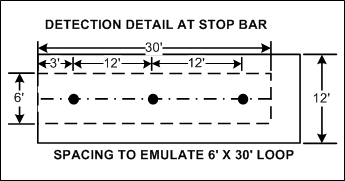 DETECTION DETAIL AT STOP BAR
30'
3' 12' 12'
6'
12'
SPACING TO EMULATE 6' X 30' LOOP